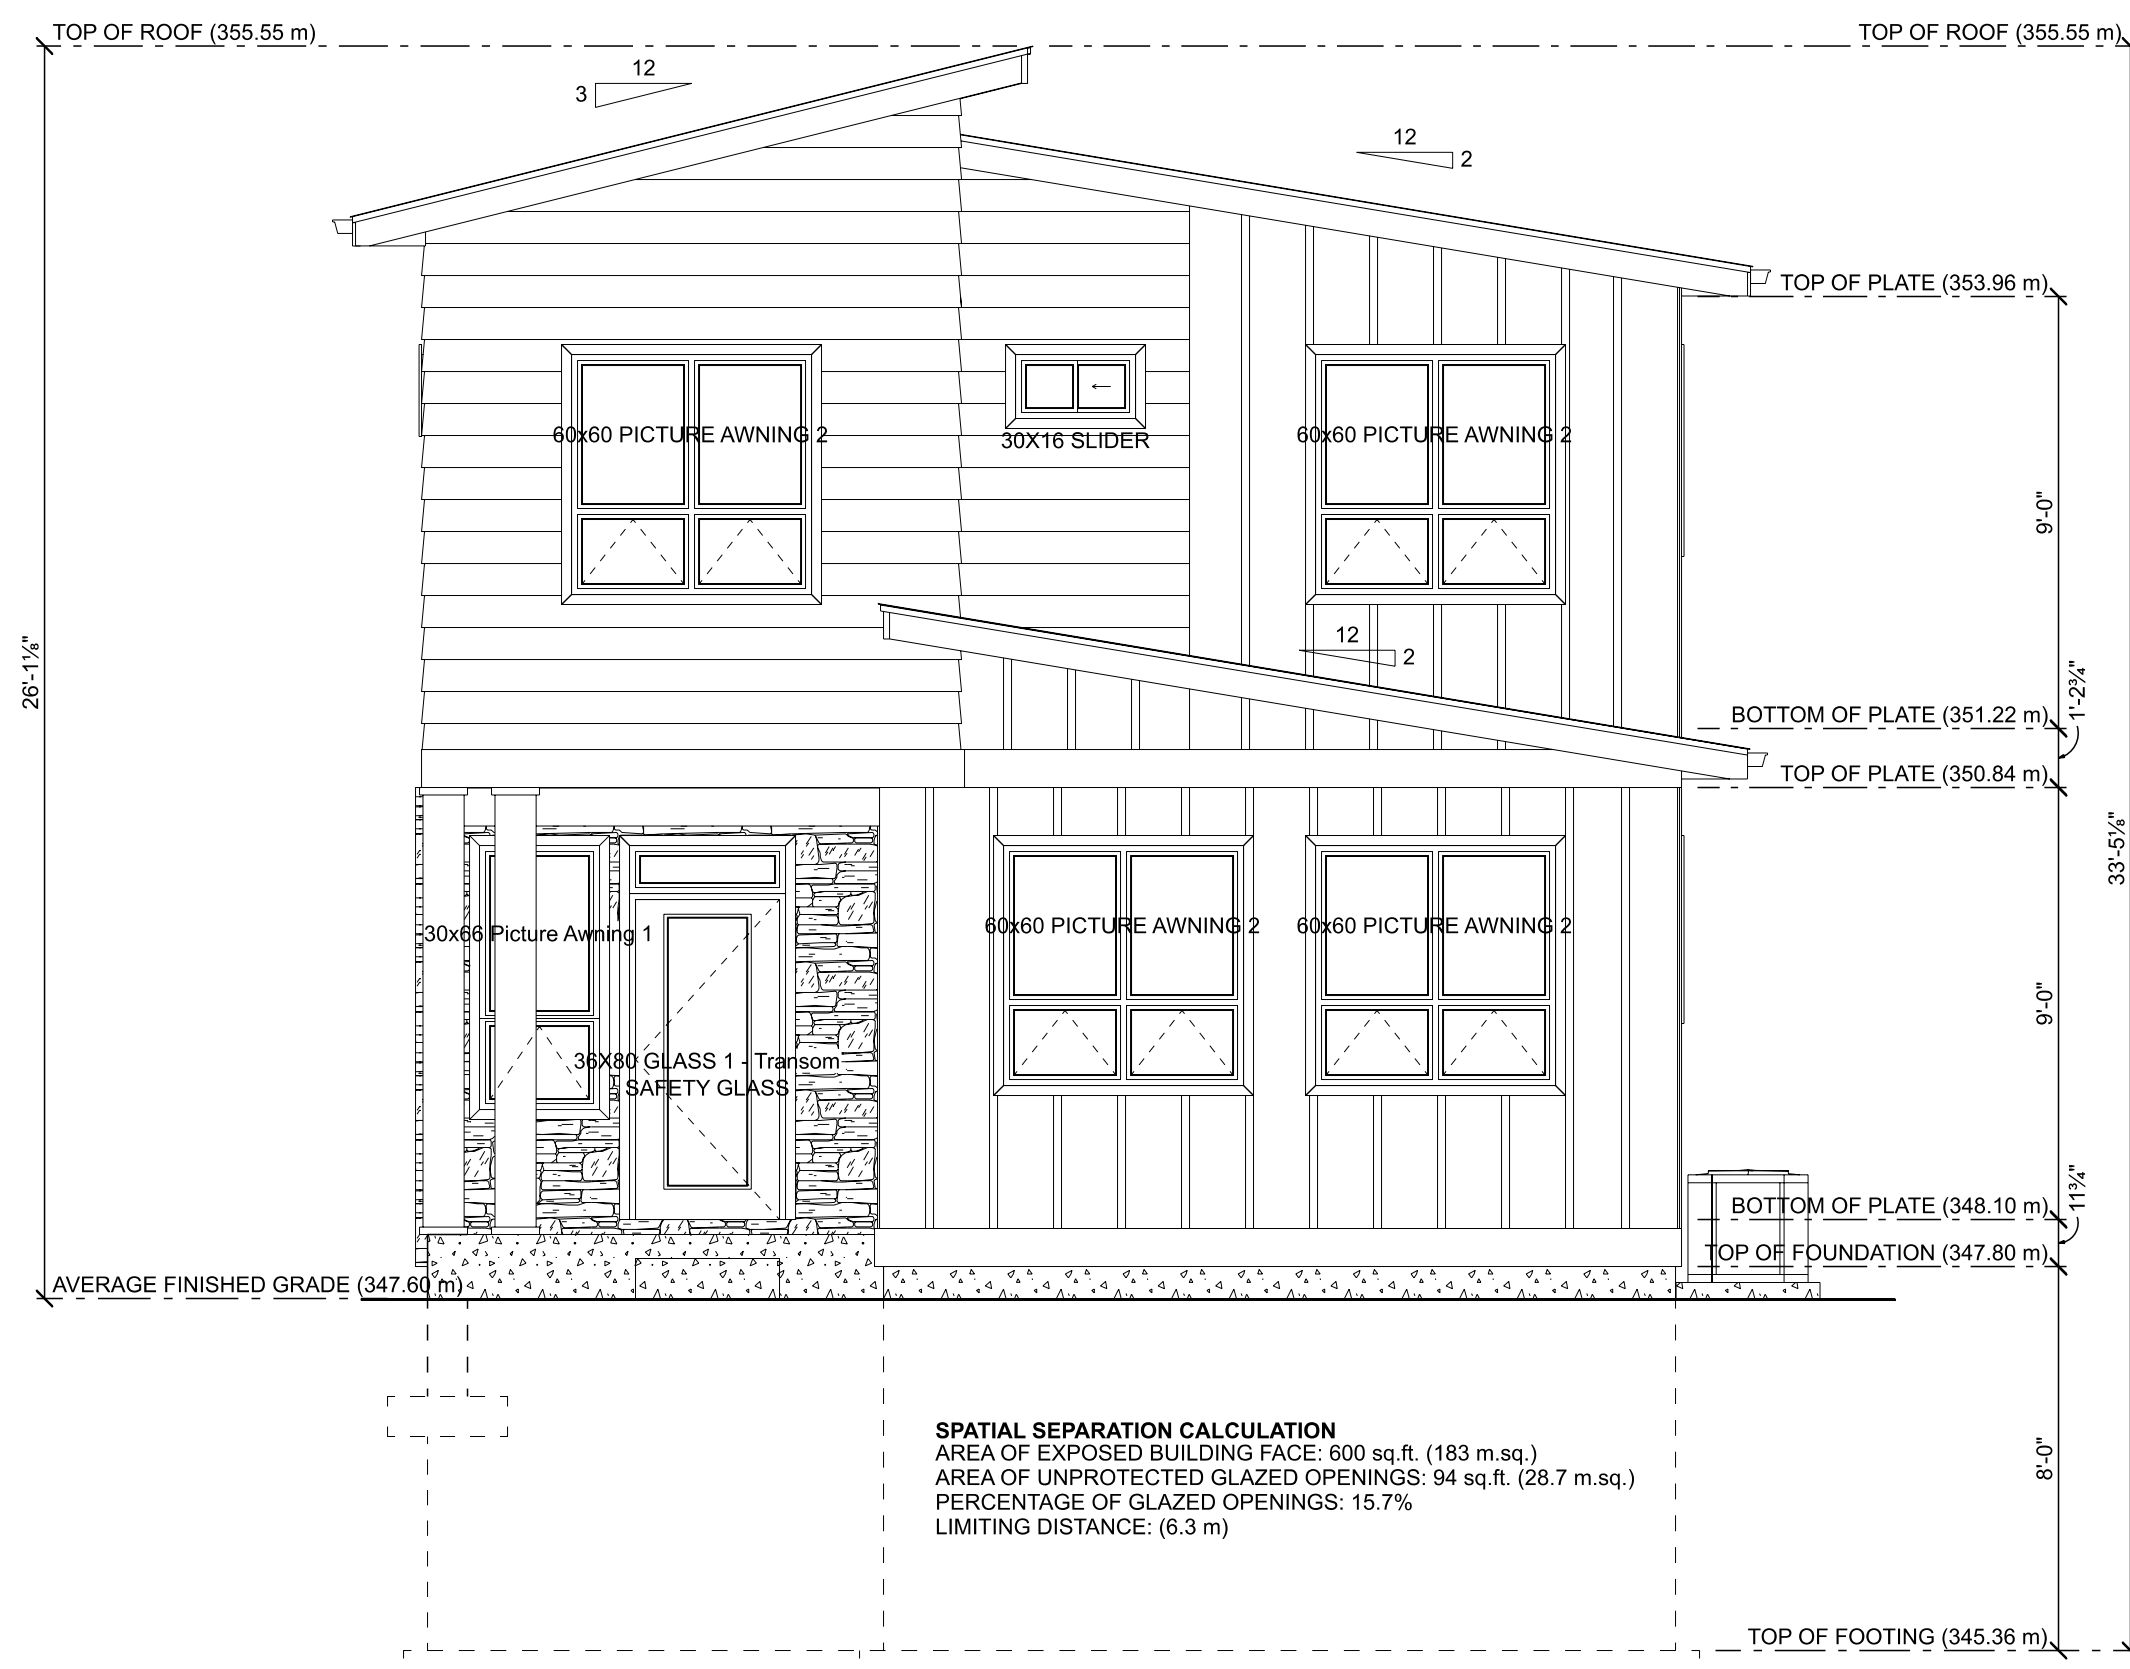 TOP OF ROOF (355.55 m)
TOP OF ROOF (355.55 m)
12
3
12
2
TOP OF PLATE (353.96 m)
60x60 PICTURE AWNING 2
30X16 SLIDER
60x60 PICTURE AWNING 2
9'-0"
26'-1⅛"
12
2
1'-2¾"
BOTTOM OF PLATE (351.22 m)
TOP OF PLATE (350.84 m)
33'-5⅛"
30x66 Picture Awning 1
60x60 PICTURE AWNING 2
60x60 PICTURE AWNING 2
9'-0"
36X80 GLASS 1 - Transom
SAFETY GLASS
11¾"
BOTTOM OF PLATE (348.10 m)
TOP OF FOUNDATION (347.80 m)
AVERAGE FINISHED GRADE (347.60 m)
SPATIAL SEPARATION CALCULATION
AREA OF EXPOSED BUILDING FACE: 600 sq.ft. (183 m.sq.)
AREA OF UNPROTECTED GLAZED OPENINGS: 94 sq.ft. (28.7 m.sq.)
PERCENTAGE OF GLAZED OPENINGS: 15.7%
LIMITING DISTANCE: (6.3 m)
8'-0"
TOP OF FOOTING (345.36 m)